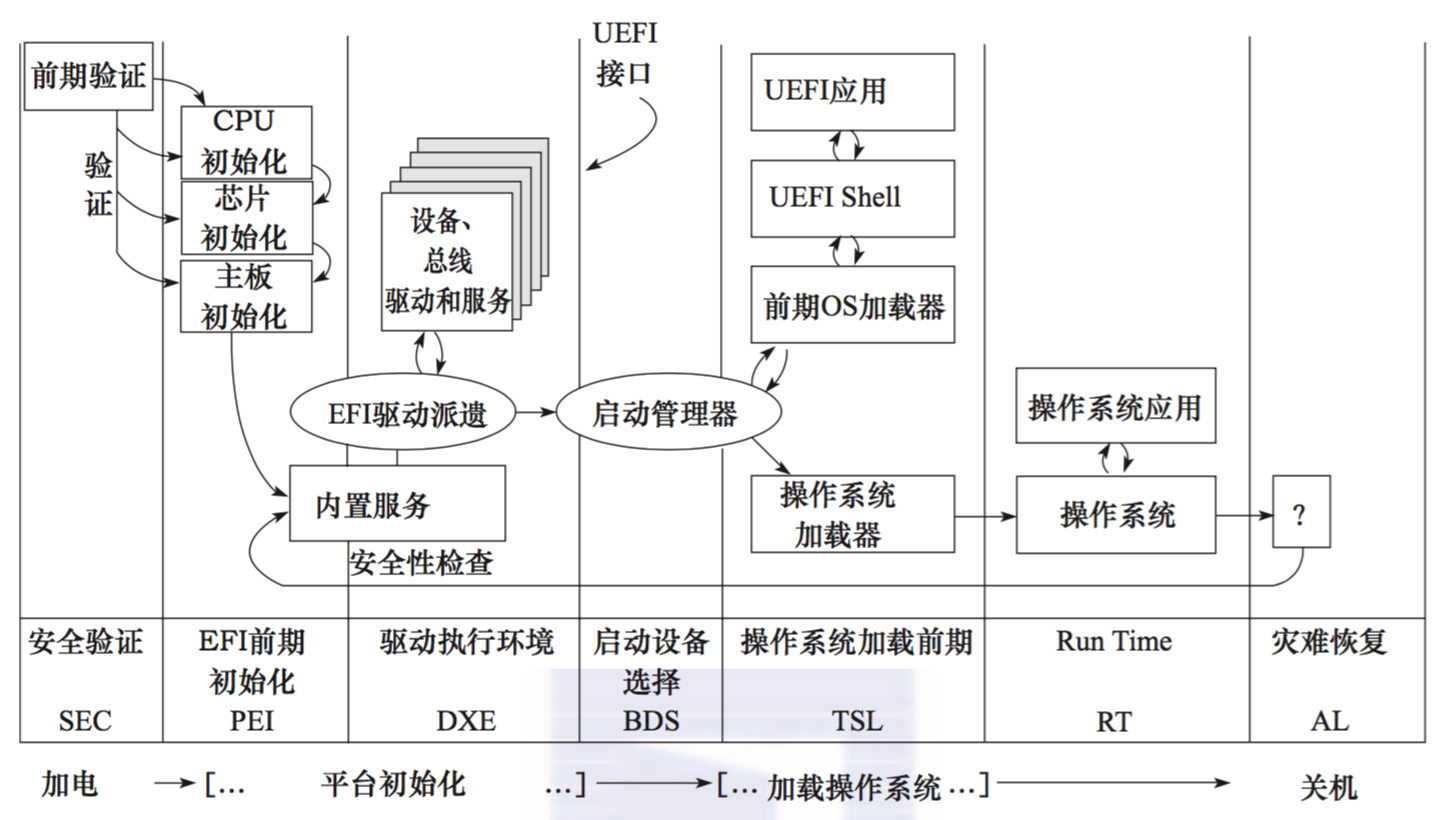 UEFI
接口
前期验证
验
证
CPU
初始化
芯片
初始化
主板
初始化
设备、
总线
驱动和服务
EFI驱动派遣
内置服务
安全性检查
启动管理器
UEFI应用
UEFI Shell
前期OS加载器
操作系统
加载器
操作系统应用
操作系统
?
安全验证
SEC
EFI前期
初始化
PEI
驱动执行环境
DXE
启动设备
选择
BDS
操作系统加载前期
TSL
Run Time
RT
灾难恢复
AL
加电
[...
平台初始化
...]
[... 加载操作系统 ...]
关机